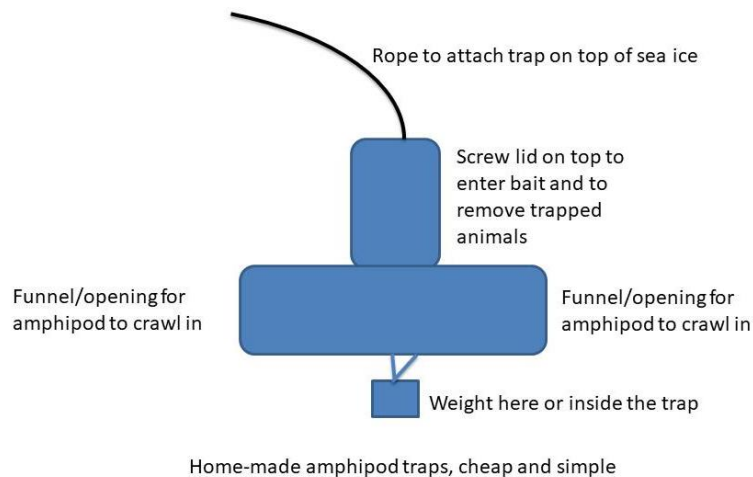 Rope to attach trap on top of sea ice
Screw lid on top to
enter bait and to
remove trapped
animals
Funnel/opening for
amphipod to crawl in
Funnel/opening for
amphipod to crawl in
Weight here or inside the trap
Home-made amphipod traps, cheap and simple